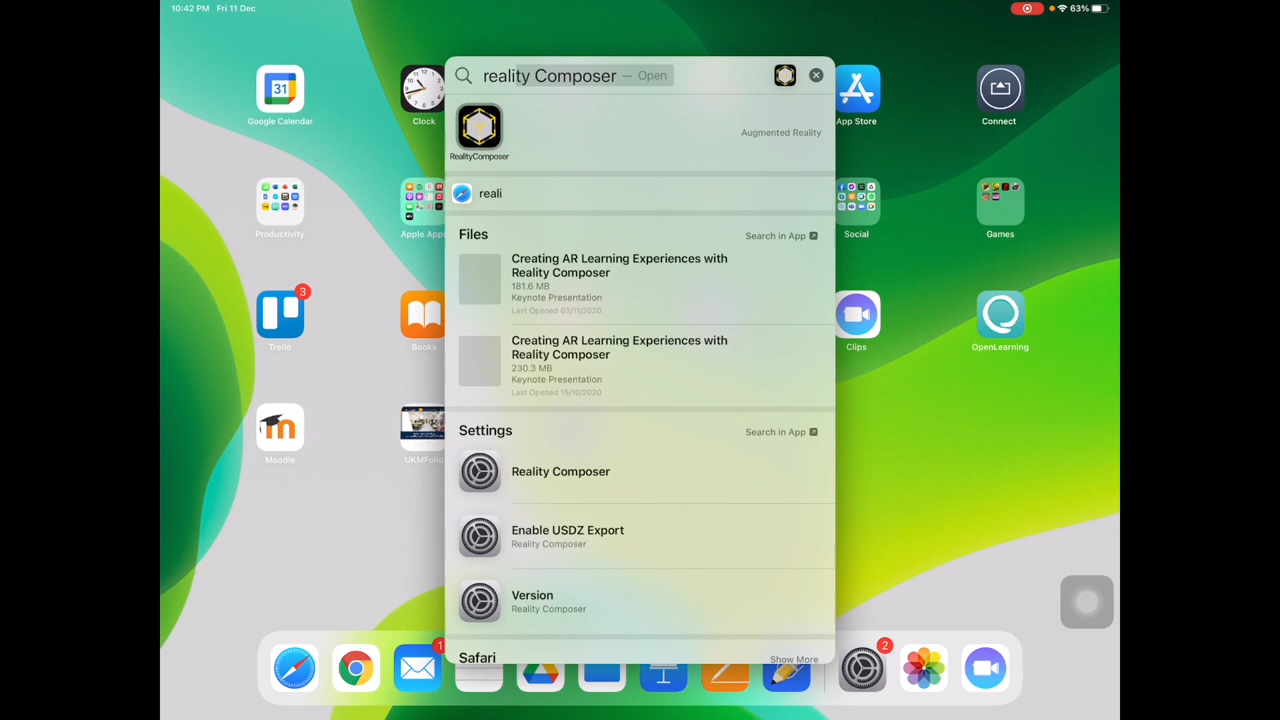 10:42 PM Fri 11 Dec
63%
reality Composer — Open
31
Google Calendar
Clock
App Store
Connect
RealityComposer
Augmented Reality
reali
Productivity
Apple Apps
Social
Games
Files
Search in App
Creating AR Learning Experiences with
Reality Composer
181.6 MB
Keynote Presentation
Last Opened 03/11/2020
3
Trello
Books
Clips
OpenLearning
Creating AR Learning Experiences with
Reality Composer
230.3 MB
Keynote Presentation
Last Opened 15/10/2020
Settings
Search in App
Reality Composer
Moodle
UKMFolio
Enable USDZ Export
Reality Composer
Version
Reality Composer
Safari
Show More
1
2